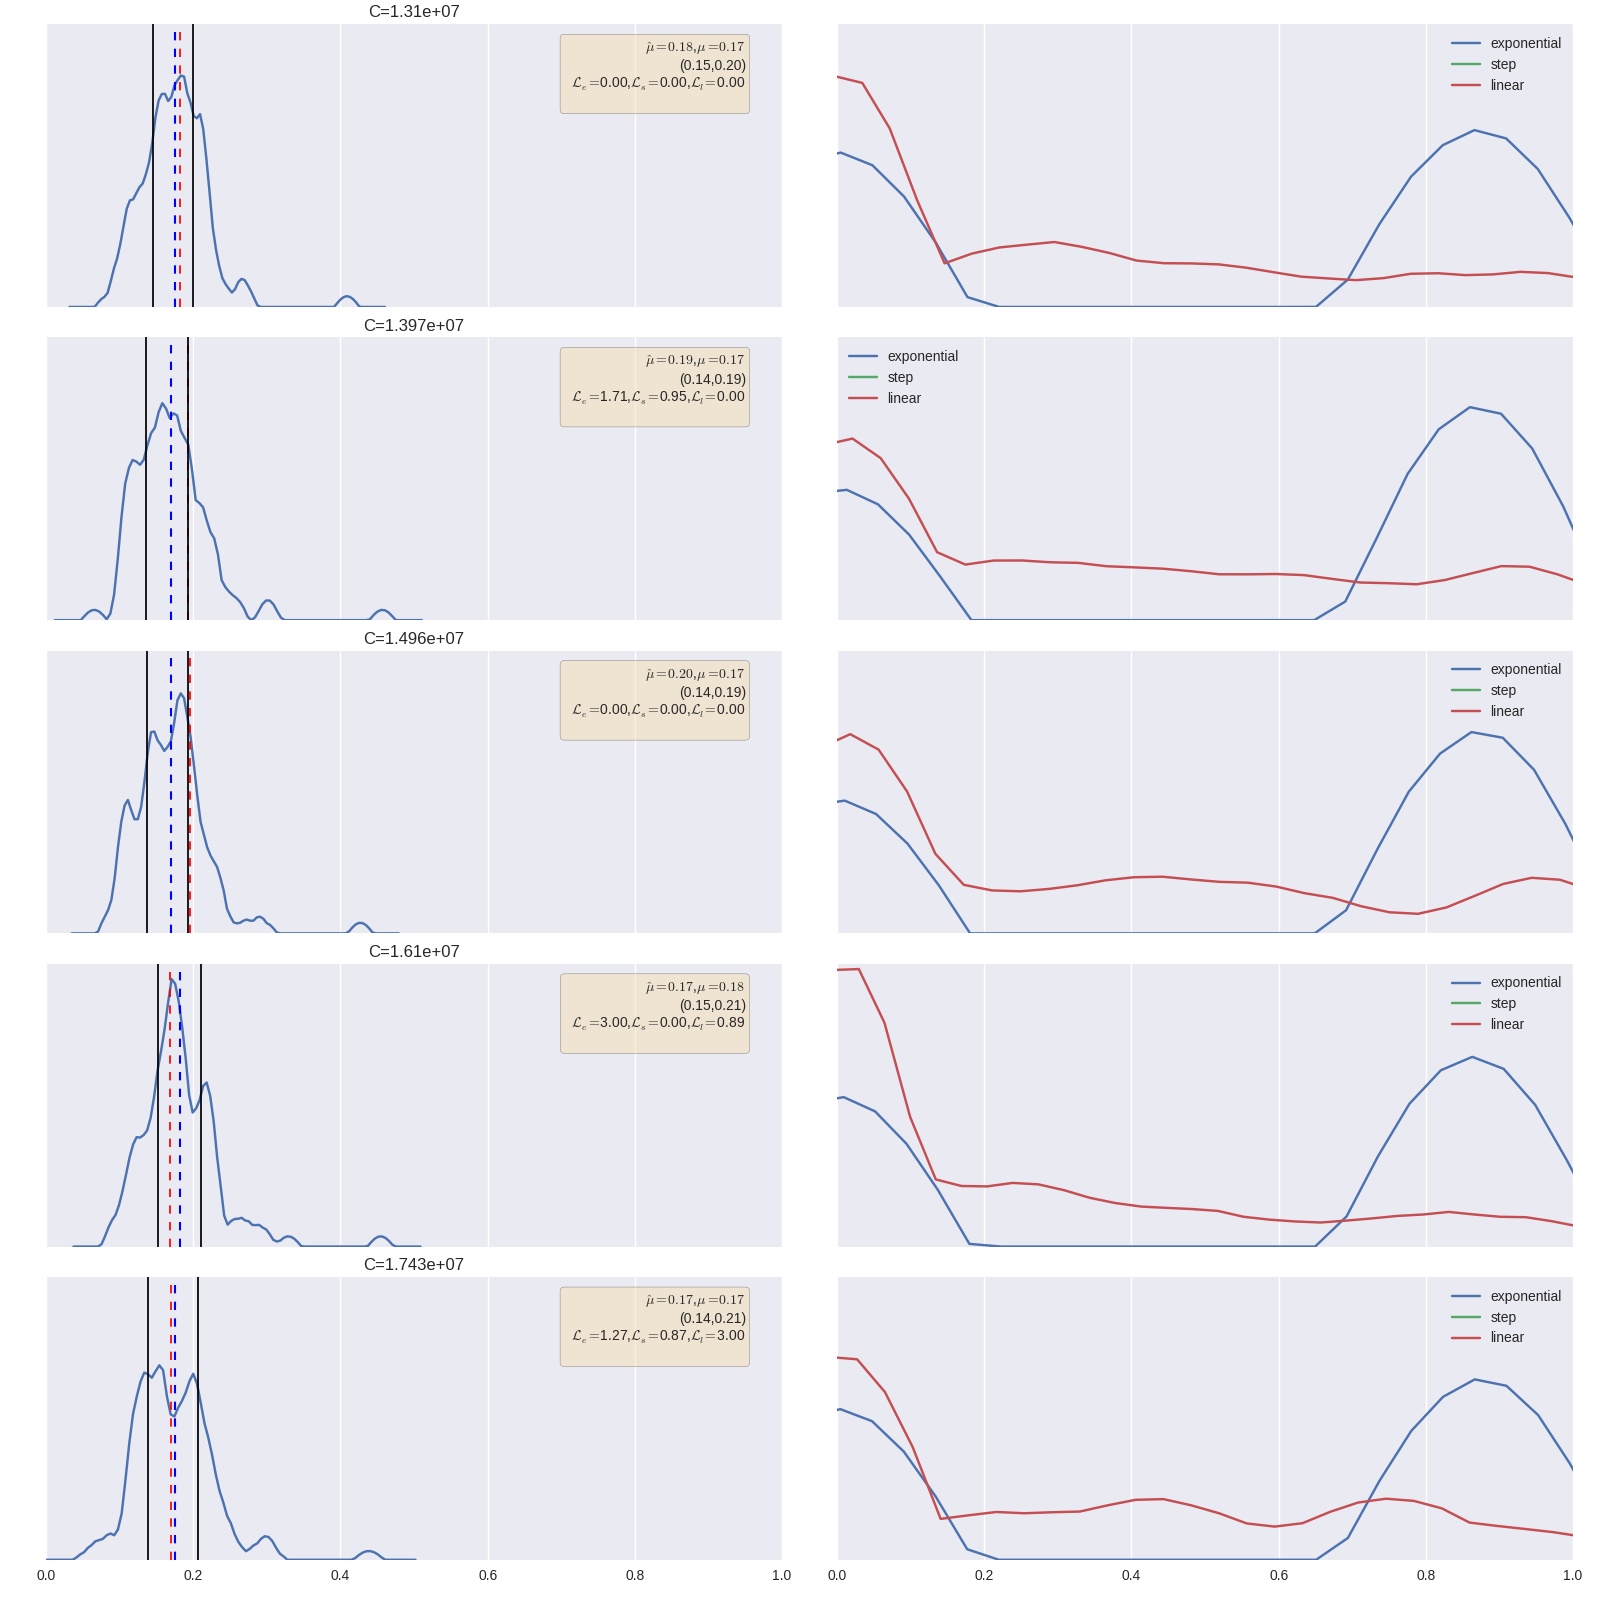 C=1.31e+07
μ̂=0.18,μ=0.17
(0.15,0.20)
ℒₑ=0.00,ℒₛ=0.00,ℒₗ=0.00
exponential
step
linear
C=1.397e+07
μ̂=0.19,μ=0.17
(0.14,0.19)
ℒₑ=1.71,ℒₛ=0.95,ℒₗ=0.00
exponential
step
linear
C=1.496e+07
μ̂=0.20,μ=0.17
(0.14,0.19)
ℒₑ=0.00,ℒₛ=0.00,ℒₗ=0.00
exponential
step
linear
C=1.61e+07
μ̂=0.17,μ=0.18
(0.15,0.21)
ℒₑ=3.00,ℒₛ=0.00,ℒₗ=0.89
exponential
step
linear
C=1.743e+07
μ̂=0.17,μ=0.17
(0.14,0.21)
ℒₑ=1.27,ℒₛ=0.87,ℒₗ=3.00
exponential
step
linear
0.0 0.2 0.4 0.6 0.8 1.0
0.0 0.2 0.4 0.6 0.8 1.0